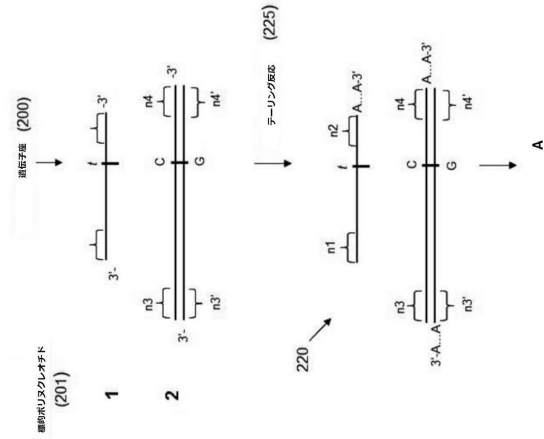 遺伝子座 (200)
標的ポリヌクレオチド
(201)
1
t
3'-
-3'
2
n3
C
n4
-3'
3'-
n3'
G
n4'
テーリング反応 (225)
220
n1
t
n2
A...A-3'
n3
C
n4
A...A-3'
3'-A...A
n3'
G
n4'
A